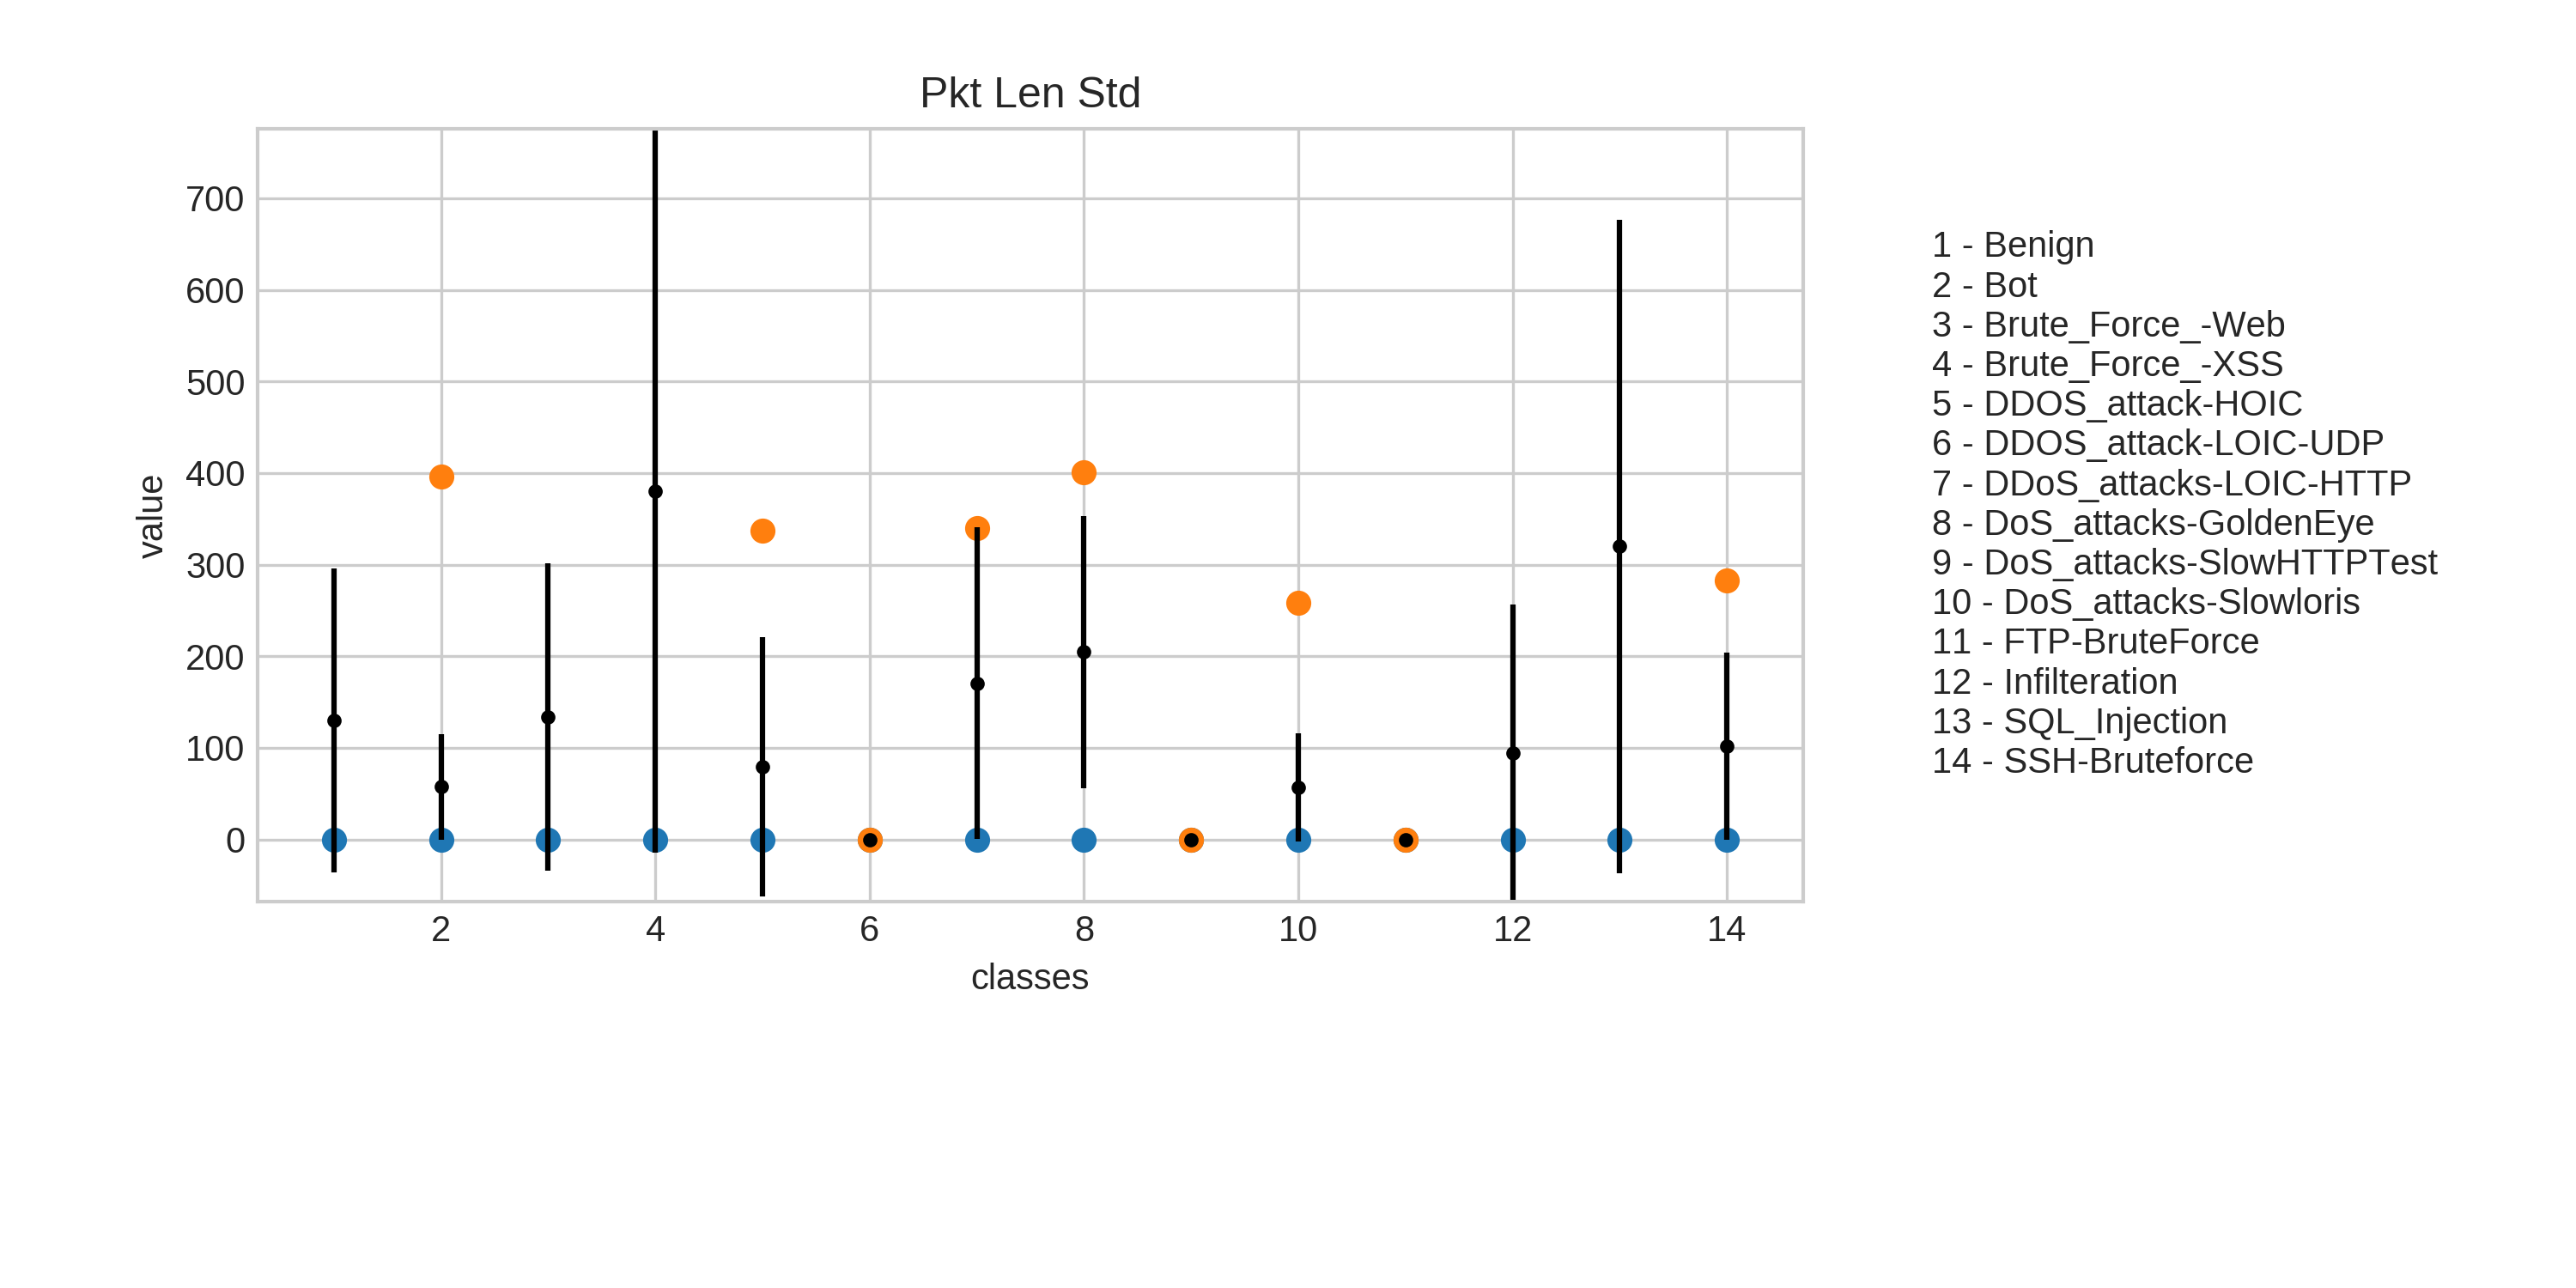 Pkt Len Std
700
600
500
400
300
200
100
0
value
2 4 6 8 10 12 14
classes
1 - Benign
2 - Bot
3 - Brute_Force_-Web
4 - Brute_Force_-XSS
5 - DDOS_attack-HOIC
6 - DDOS_attack-LOIC-UDP
7 - DDoS_attacks-LOIC-HTTP
8 - DoS_attacks-GoldenEye
9 - DoS_attacks-SlowHTTPTest
10 - DoS_attacks-Slowloris
11 - FTP-BruteForce
12 - Infilteration
13 - SQL_Injection
14 - SSH-Bruteforce